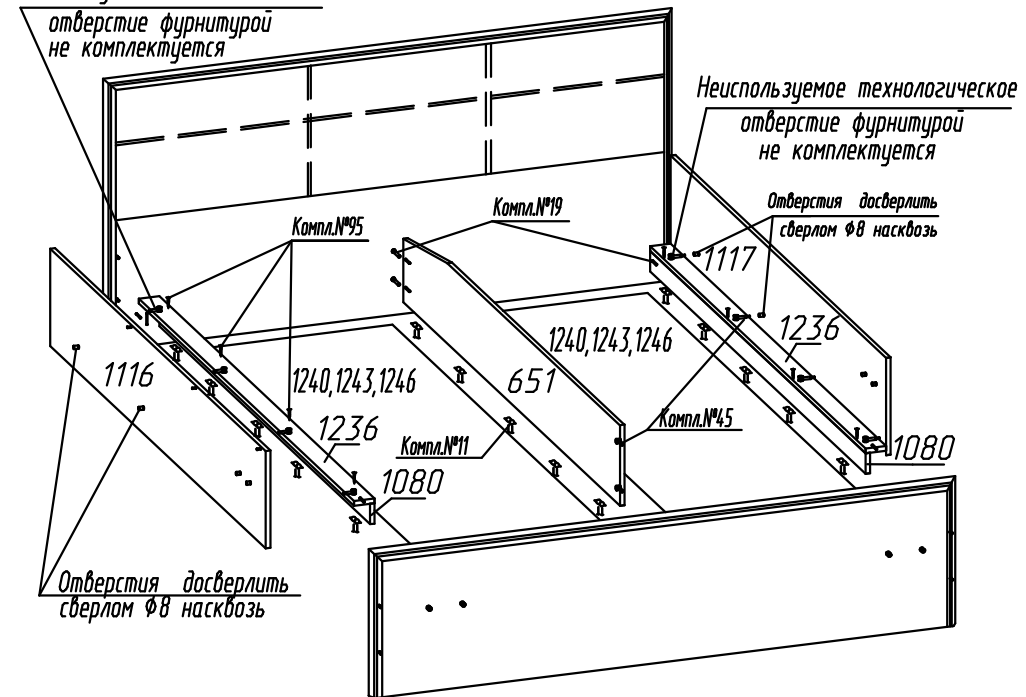 отверстие фурнитурой
не комплектуется
Неиспользуемое технологическое
отверстие фурнитурой
не комплектуется
Компл.№19
Компл.№95
Отверстия досверлить
сверлом Ф8 насквозь
1117
1236
1240,1243,1246
651
1116
1240,1243,1246
1236
Компл.№11
Компл.№45
1080
1080
Отверстия досверлить
сверлом Ф8 насквозь